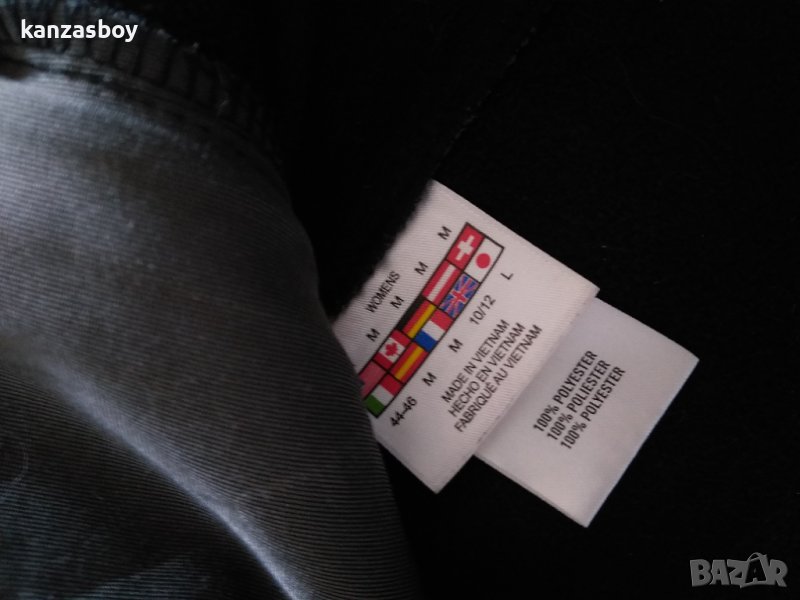 kanzasboy
WOMENS
M M M M
44-46 M M 10/12 L
MADE IN VIETNAM
HECHO EN VIETNAM
FABRIQUÉ AU VIETNAM
100% POLYESTER
100% POLIESTER
100% POLYESTER
BAZAR